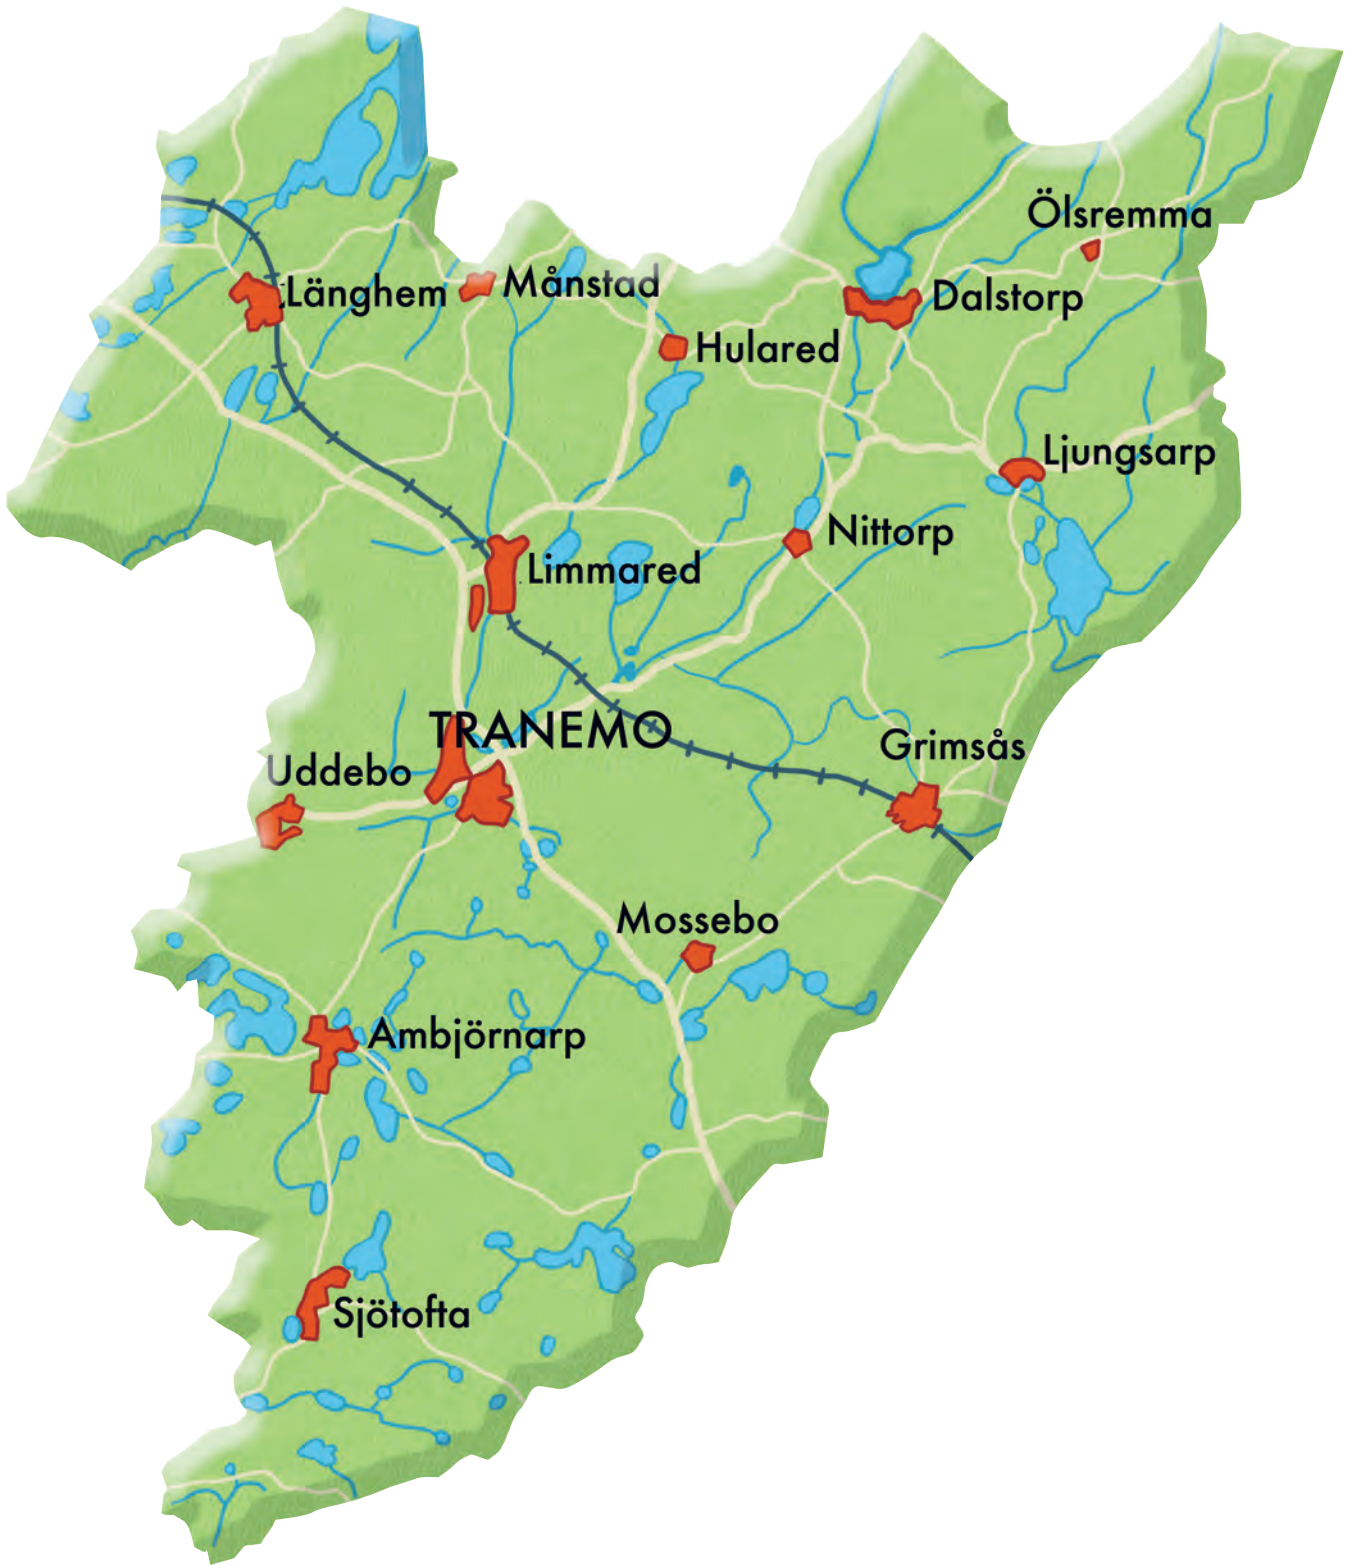 Ölsremma
Länghem
Månstad
Dalstorp
Hulared
Ljungsarp
Nittorp
Limmared
TRANEMO
Grimsås
Uddebo
Mossebo
Ambjörnarp
Sjötofta